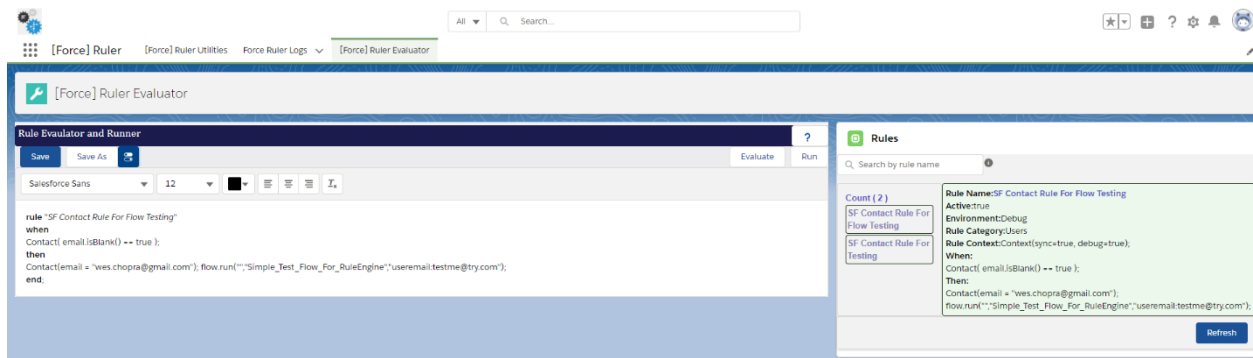 All
Search...
[Force] Ruler
[Force] Ruler Utilities
Force Ruler Logs
[Force] Ruler Evaluator
[Force] Ruler Evaluator
Rule Evaulator and Runner
?
Save
Save As
Evaluate
Run
Salesforce Sans
12
rule "SF Contact Rule For Flow Testing"
when
Contact( email.isBlank() == true );
then
Contact(email = "wes.chopra@gmail.com"); flow.run("","Simple_Test_Flow_For_RuleEngine","useremail:testme@try.com");
end;
Rules
Search by rule name
Count ( 2 )
SF Contact Rule For
Flow Testing
SF Contact Rule For
Testing
Rule Name:SF Contact Rule For Flow Testing
Active:true
Environment:Debug
Rule Category:Users
Rule Context:Context(sync=true, debug=true);
When:
Contact( email.isBlank() == true );
Then:
Contact(email = "wes.chopra@gmail.com");
flow.run("","Simple_Test_Flow_For_RuleEngine","useremail:testme@try.com");
Refresh